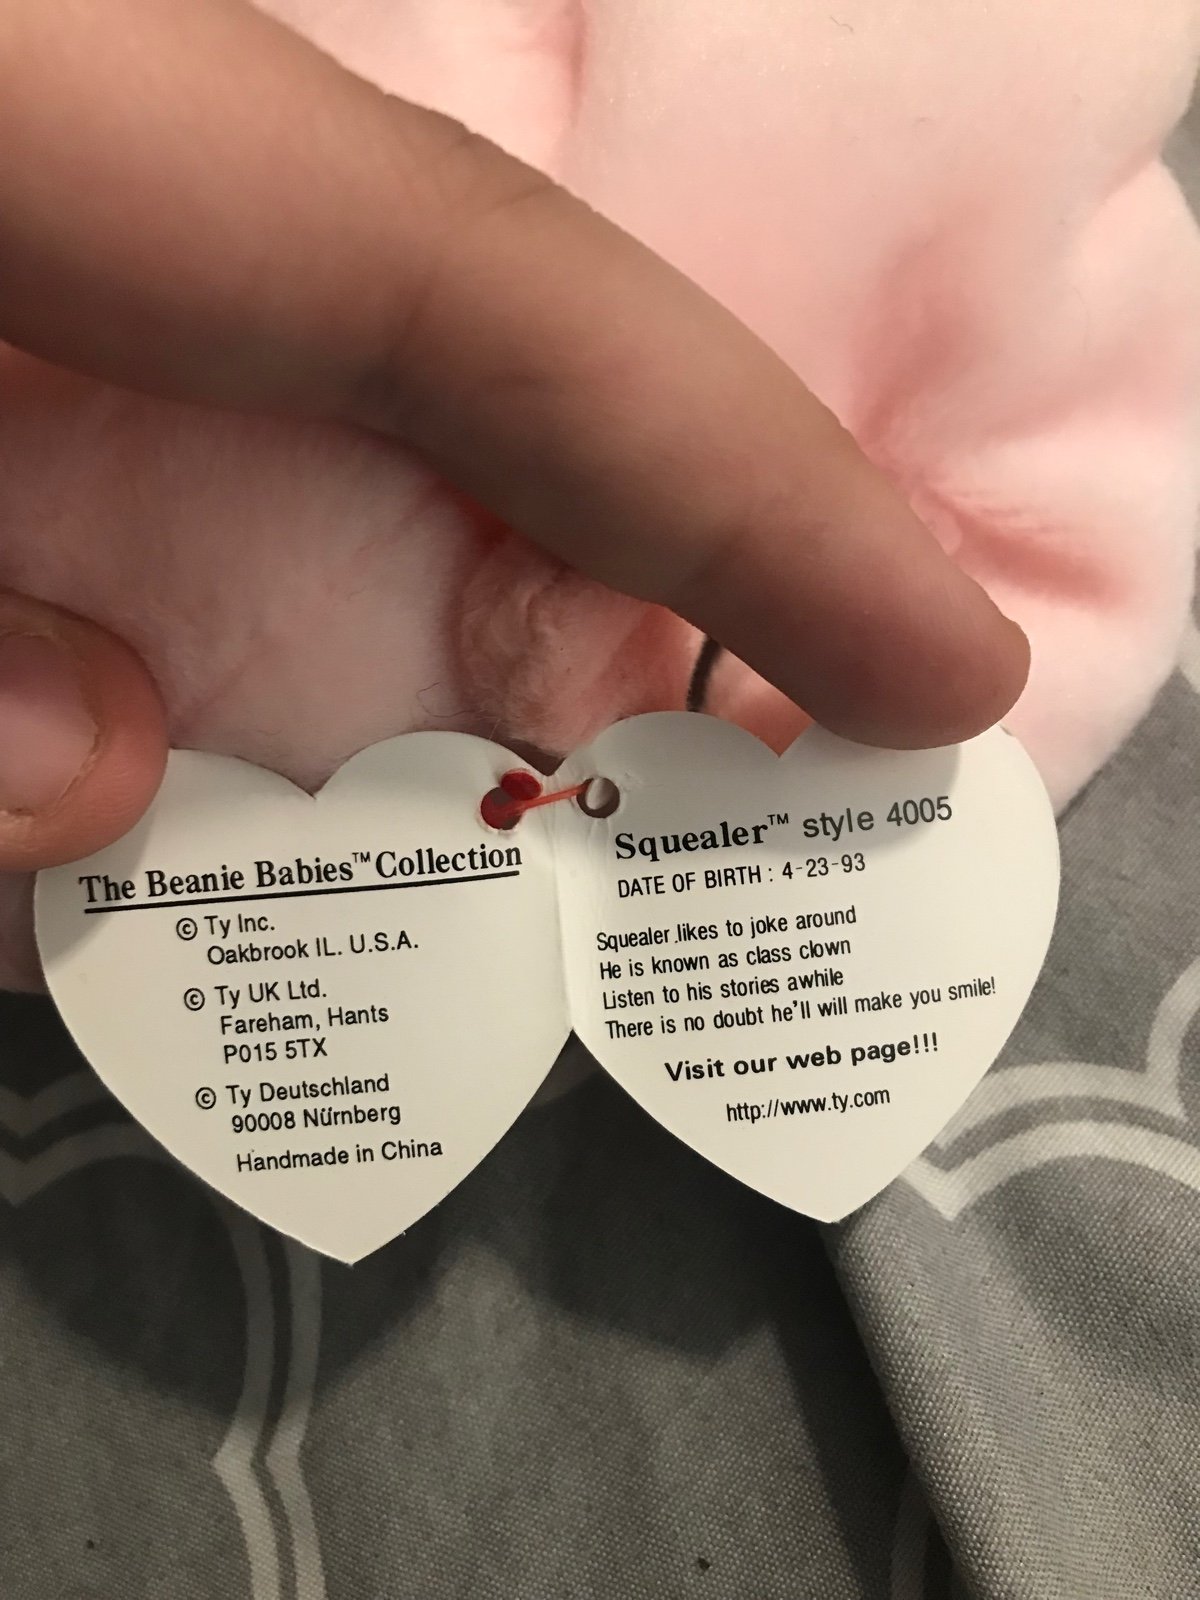 The Beanie Babies™ Collection
© Ty Inc.
Oakbrook IL. U.S.A.
© Ty UK Ltd.
Fareham, Hants
P015 5TX
© Ty Deutschland
90008 Nürnberg
Handmade in China
Squealer™ style 4005
DATE OF BIRTH : 4-23-93
Squealer likes to joke around
He is known as class clown
Listen to his stories awhile
There is no doubt he'll will make you smile!
Visit our web page!!!
http://www.ty.com